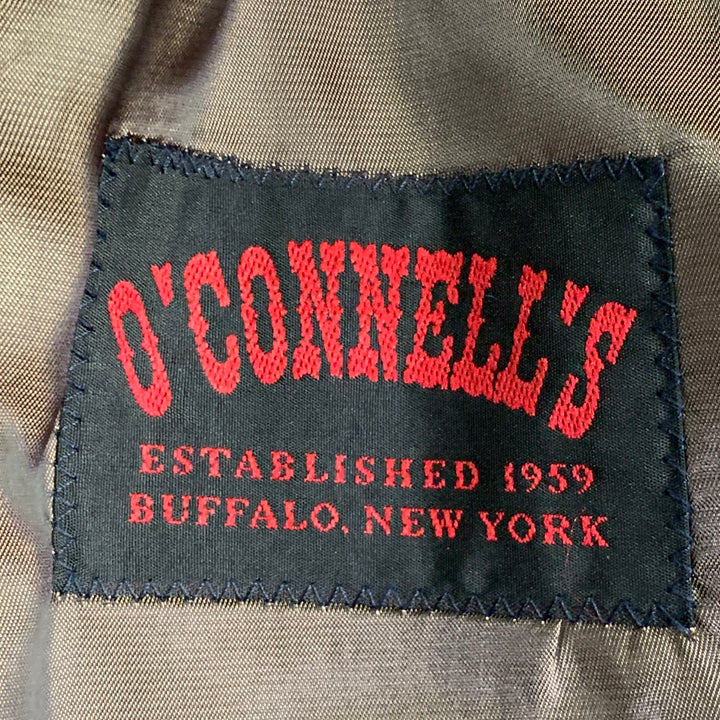 O'CONNELL'S
ESTABLISHED 1959
BUFFALO, NEW YORK